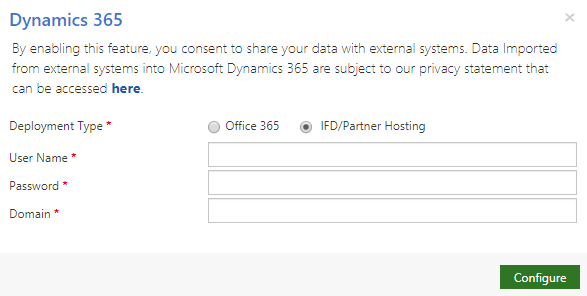 Dynamics 365
By enabling this feature, you consent to share your data with external systems. Data Imported
from external systems into Microsoft Dynamics 365 are subject to our privacy statement that
can be accessed here.
Deployment Type * Office 365 IFD/Partner Hosting
User Name *
Password *
Domain *
Configure